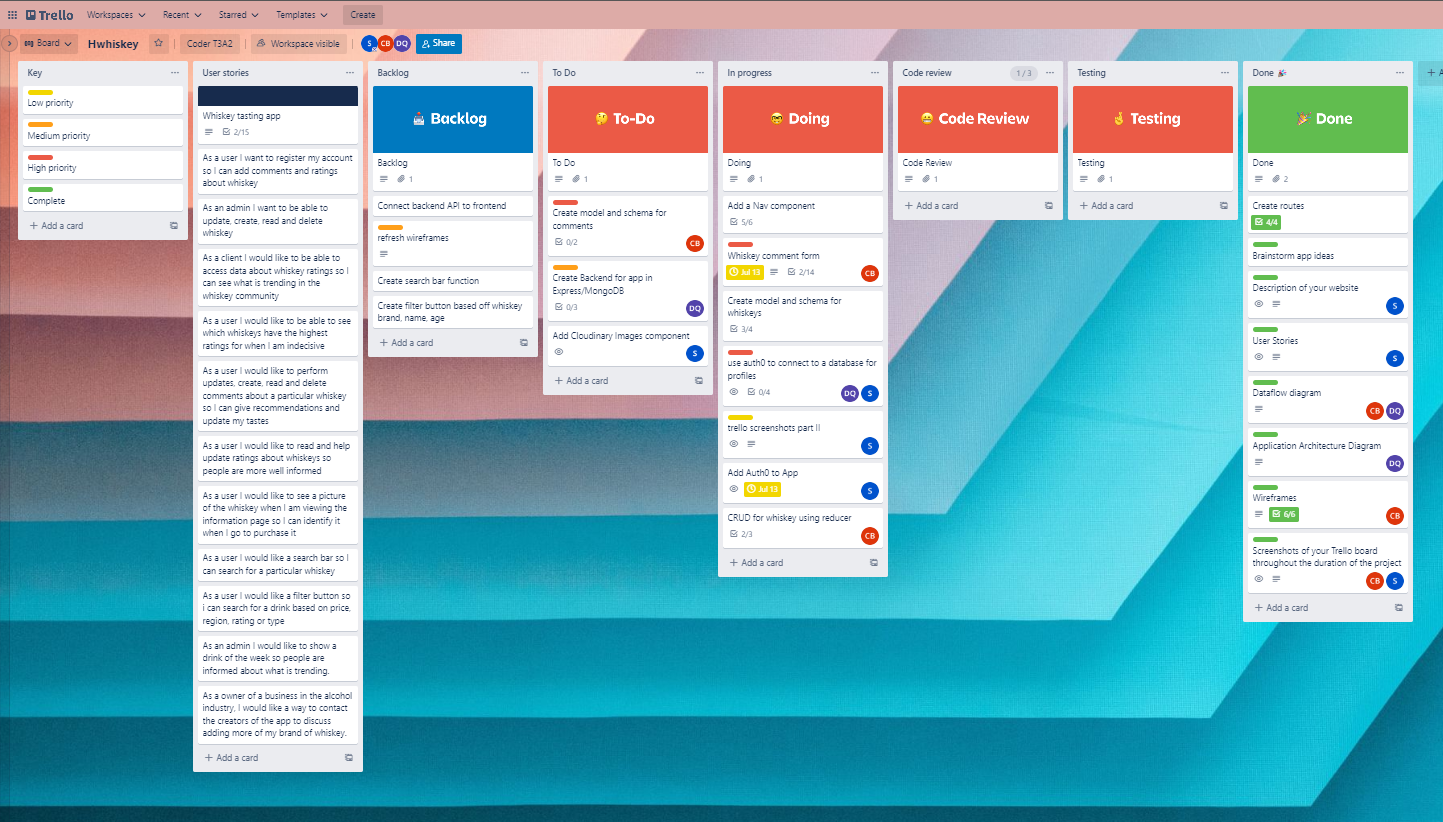 Trello
Workspaces
Recent
Starred
Templates
Create
Board
Hwhiskey
Coder T3A2
Workspace visible
S
CB
DQ
Share
Key
Low priority
Medium priority
High priority
Complete
+ Add a card
User stories
Whiskey tasting app
2/15
As a user I want to register my account
so I can add comments and ratings
about whiskey
As an admin I want to be able to
update, create, read and delete
whiskey
As a client I would like to be able to
access data about whiskey ratings so I
can see what is trending in the
whiskey community
As a user I would like to be able to see
which whiskeys have the highest
ratings for when I am indecisive
As a user I would like to perform
updates, create, read and delete
comments about a particular whiskey
so I can give recommendations and
update my tastes
As a user I would like to read and help
update ratings about whiskeys so
people are more well informed
As a user I would like to see a picture
of the whiskey when I am viewing the
information page so I can identify it
when I go to purchase it
As a user I would like a search bar so I
can search for a particular whiskey
As a user I would like a filter button so
i can search for a drink based on price,
region, rating or type
As an admin I would like to show a
drink of the week so people are
informed about what is trending.
As a owner of a business in the alcohol
industry, I would like a way to contact
the creators of the app to discuss
adding more of my brand of whiskey.
+ Add a card
Backlog
Backlog
Backlog
1
Connect backend API to frontend
refresh wireframes
Create search bar function
Create filter button based off whiskey
brand, name, age
+ Add a card
To Do
To-Do
To Do
1
Create model and schema for
comments
0/2
CB
Create Backend for app in
Express/MongoDB
0/3
DQ
Add Cloudinary Images component
S
+ Add a card
In progress
Doing
Doing
1
Add a Nav component
5/6
Whiskey comment form
Jul 13
2/14
CB
Create model and schema for
whiskeys
3/4
use auth0 to connect to a database for
profiles
0/4
DQ
S
trello screenshots part II
S
Add Auth0 to App
Jul 13
S
CRUD for whiskey using reducer
2/3
CB
+ Add a card
Code review
1 / 3
Code Review
Code Review
1
+ Add a card
Testing
Testing
Testing
1
+ Add a card
Done
Done
Done
2
Create routes
4/4
Brainstorm app ideas
Description of your website
S
User Stories
S
Dataflow diagram
CB
DQ
Application Architecture Diagram
DQ
Wireframes
6/6
CB
Screenshots of your Trello board
throughout the duration of the project
CB
S
+ Add a card
+ A